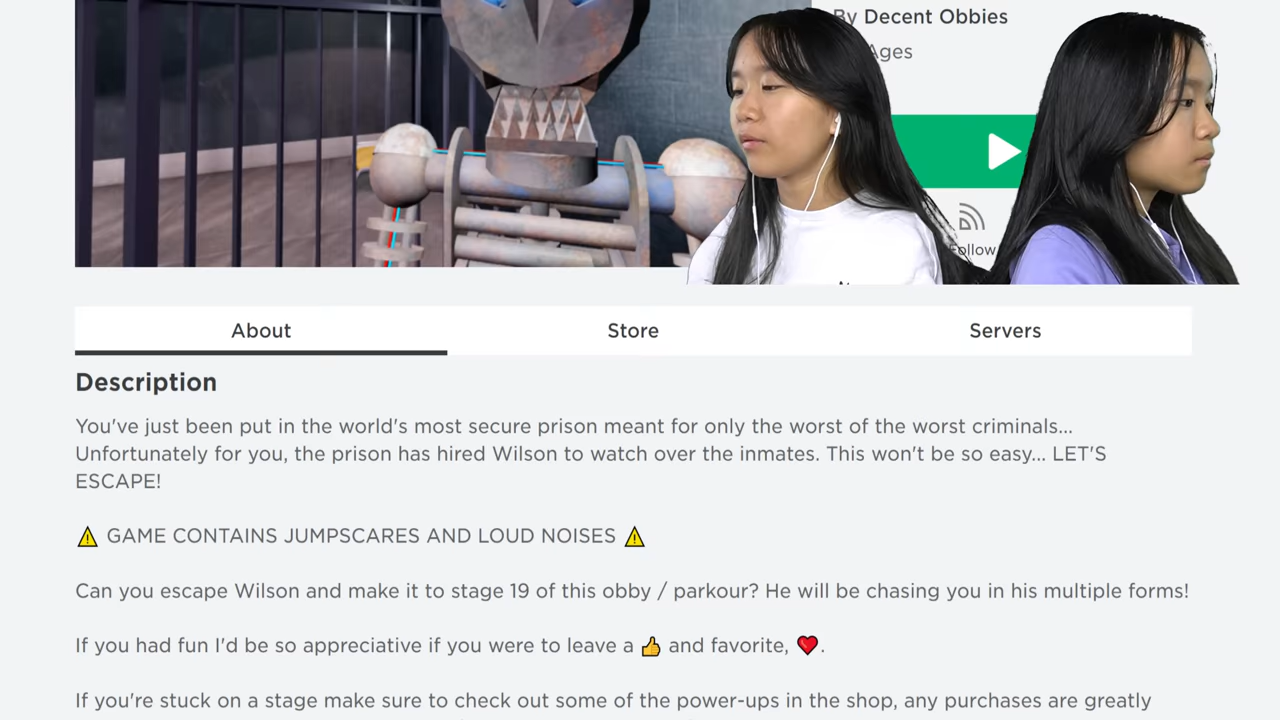 By Decent Obbies
Ages
Follow
About Store Servers
Description
You've just been put in the world's most secure prison meant for only the worst of the worst criminals...
Unfortunately for you, the prison has hired Wilson to watch over the inmates. This won't be so easy... LET'S
ESCAPE!
⚠️ GAME CONTAINS JUMPSCARES AND LOUD NOISES ⚠️
Can you escape Wilson and make it to stage 19 of this obby / parkour? He will be chasing you in his multiple forms!
If you had fun I'd be so appreciative if you were to leave a 👍 and favorite, ❤️.
If you're stuck on a stage make sure to check out some of the power-ups in the shop, any purchases are greatly